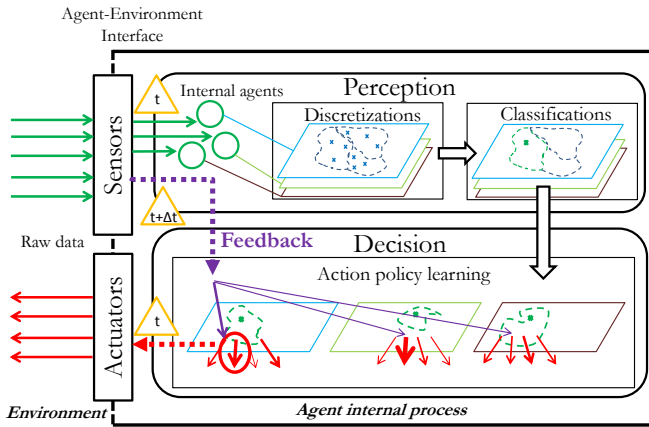 Agent-Environment
Interface
t
Internal agents
Perception
Discretizations
Classifications
Sensors
t+Δt
Raw data
Feedback
Decision
Action policy learning
t
Actuators
Environment
Agent internal process